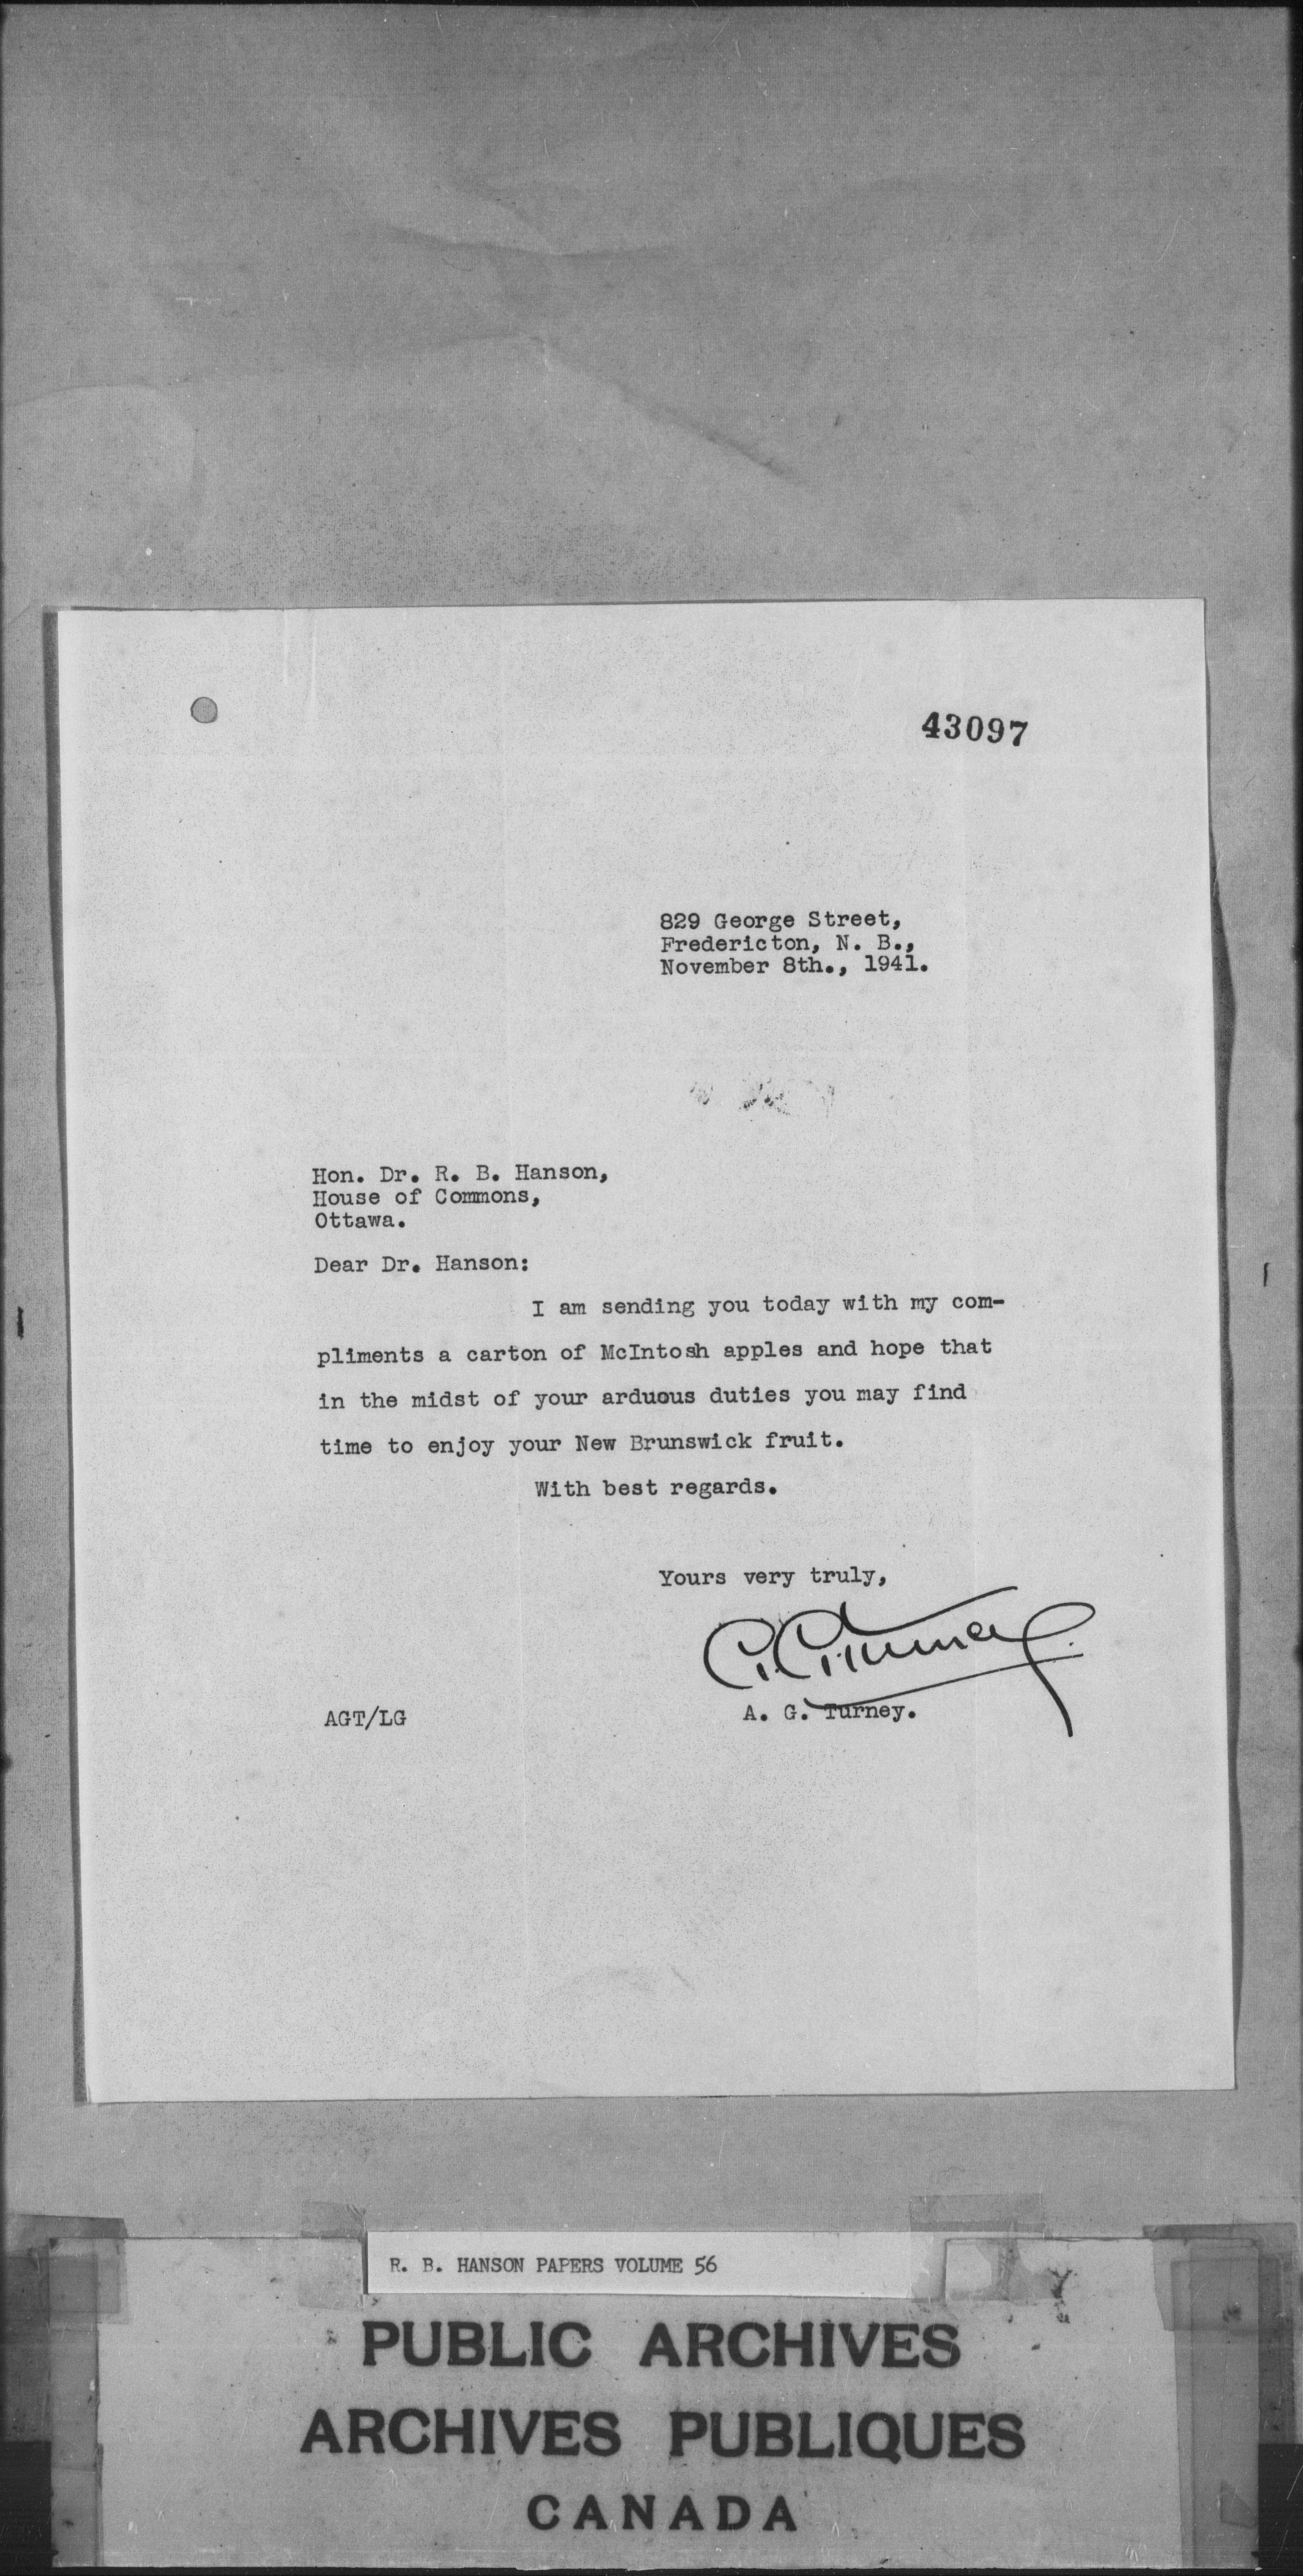 43097
829 George Street,
Fredericton, N. B.,
November 8th., 1941.
Hon. Dr. R. B. Hanson,
House of Commons,
Ottawa.
Dear Dr. Hanson:
I am sending you today with my com-
pliments a carton of McIntosh apples and hope that
in the midst of your arduous duties you may find
time to enjoy your New Brunswick fruit.
With best regards.
Yours very truly,
A. G. Turney.
AGT/LG
R. B. HANSON PAPERS VOLUME 56
PUBLIC ARCHIVES
ARCHIVES PUBLIQUES
CANADA